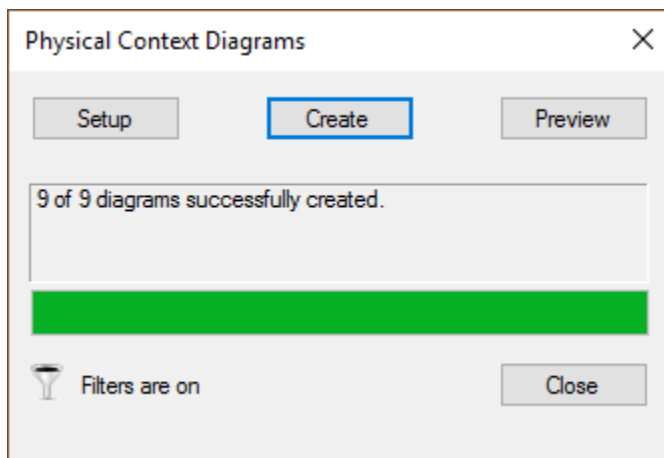 Physical Context Diagrams
Setup Create Preview
9 of 9 diagrams successfully created.
Filters are on Close